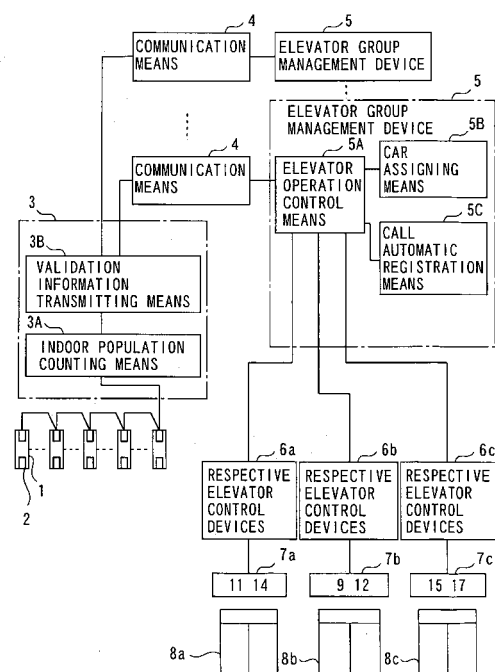 4
COMMUNICATION
MEANS
5
ELEVATOR GROUP
MANAGEMENT DEVICE
5
ELEVATOR GROUP
MANAGEMENT DEVICE
4
COMMUNICATION
MEANS
5A
ELEVATOR
OPERATION
CONTROL
MEANS
5B
CAR
ASSIGNING
MEANS
5C
CALL
AUTOMATIC
REGISTRATION
MEANS
3
3B
VALIDATION
INFORMATION
TRANSMITTING MEANS
3A
INDOOR POPULATION
COUNTING MEANS
1
2
6a
RESPECTIVE
ELEVATOR
CONTROL
DEVICES
6b
RESPECTIVE
ELEVATOR
CONTROL
DEVICES
6c
RESPECTIVE
ELEVATOR
CONTROL
DEVICES
7a
11 14
7b
9 12
7c
15 17
8a
8b
8c